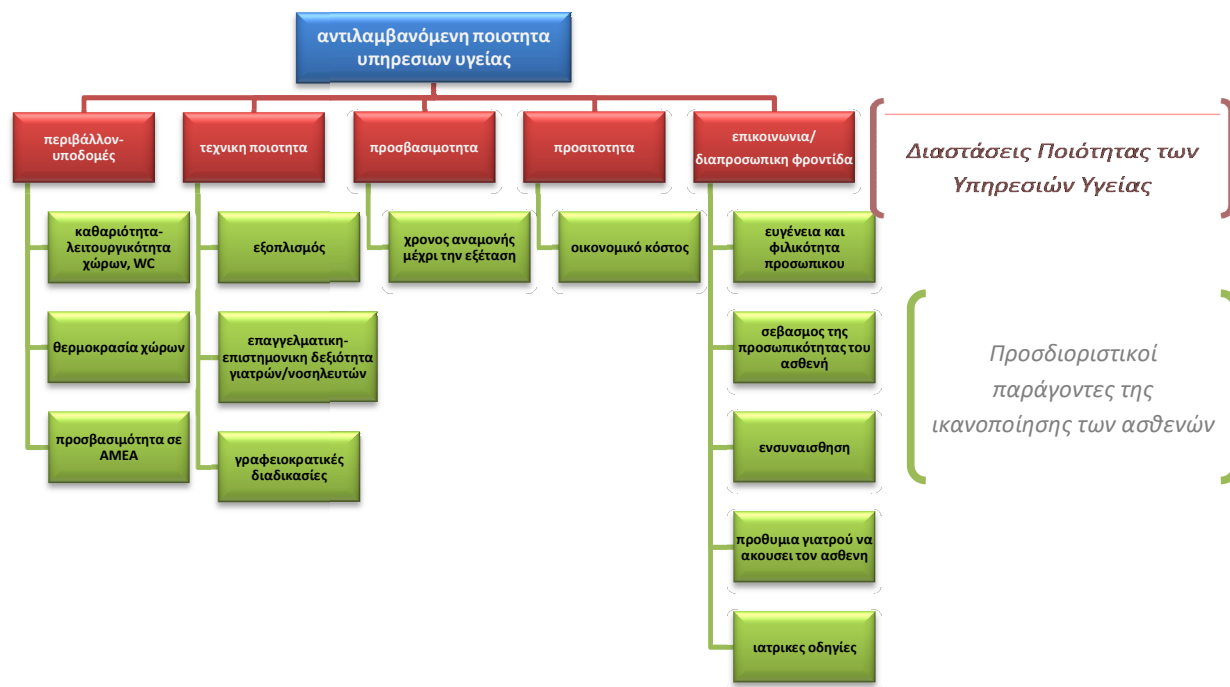 αντιλαμβανόμενη ποιοτητα
υπηρεσιων υγείας
περιβάλλον-
υποδομές
τεχνικη ποιοτητα
προσβασιμοτητα
προσιτοτητα
επικοινωνια/
διαπροσωπικη φροντίδα
Διαστάσεις Ποιότητας των
Υπηρεσιών Υγείας
καθαριότητα-
λειτουργικότητα
χώρων, WC
θερμοκρασία χώρων
προσβασιμότητα σε
ΑΜΕΑ
εξοπλισμός
επαγγελματικη-
επιστημονικη δεξιότητα
γιατρών/νοσηλευτών
γραφειοκρατικές
διαδικασίες
χρονος αναμονής
μέχρι την εξέταση
οικονομικό κόστος
ευγένεια και
φιλικότητα
προσωπικου
σεβασμος της
προσωπικότητας του
ασθενή
ενσυναισθηση
προθυμια γιατρού να
ακουσει τον ασθενη
ιατρικες οδηγίες
Προσδιοριστικοί
παράγοντες της
ικανοποίησης των ασθενών